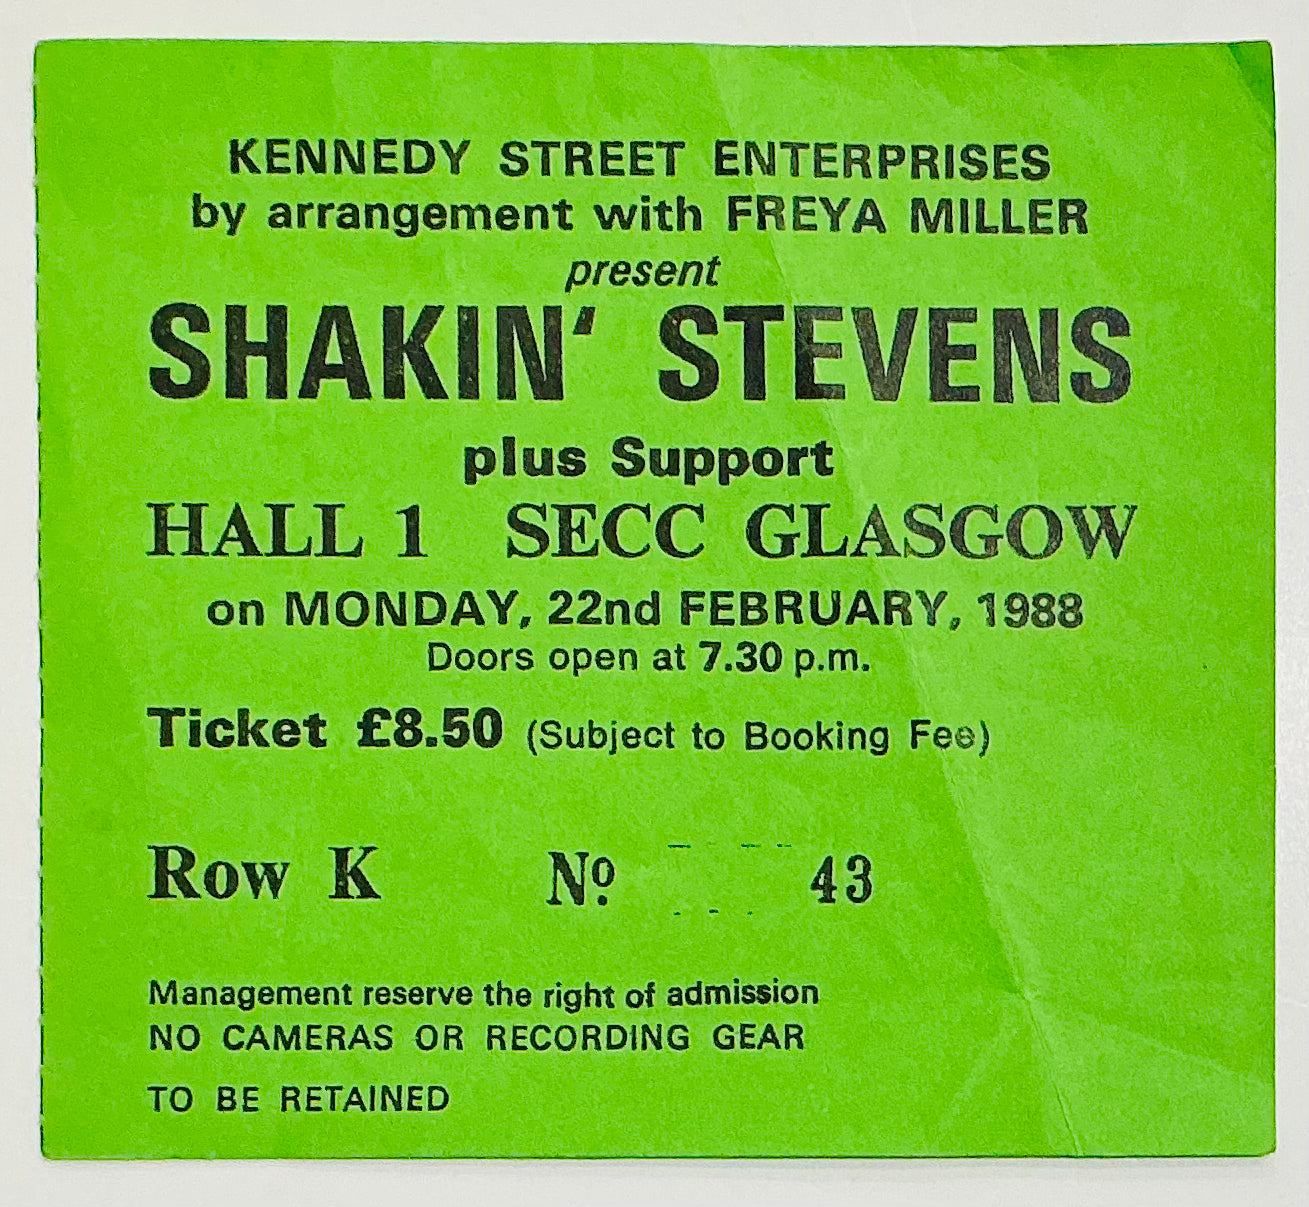 KENNEDY STREET ENTERPRISES
by arrangement with FREYA MILLER
present
SHAKIN' STEVENS
plus Support
HALL 1 SECC GLASGOW
on MONDAY, 22nd FEBRUARY, 1988
Doors open at 7.30 p.m.
Ticket £8.50 (Subject to Booking Fee)
Row K Nº 43
Management reserve the right of admission
NO CAMERAS OR RECORDING GEAR
TO BE RETAINED